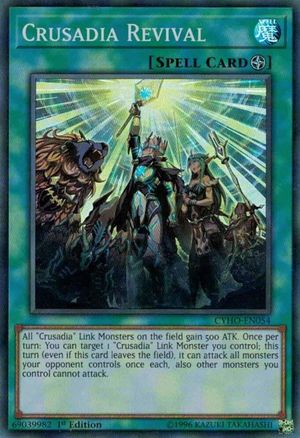 CRUSADIA REVIVAL
SPELL
魔
[SPELL CARD]
CYHO-EN054
All "Crusadia" Link Monsters on the field gain 500 ATK. Once per
turn: You can target 1 "Crusadia" Link Monster you control; this
turn (even if this card leaves the field), it can attack all monsters
your opponent controls once each, also other monsters you
control cannot attack.
69039982 1st Edition ©1996 KAZUKI TAKAHASHI